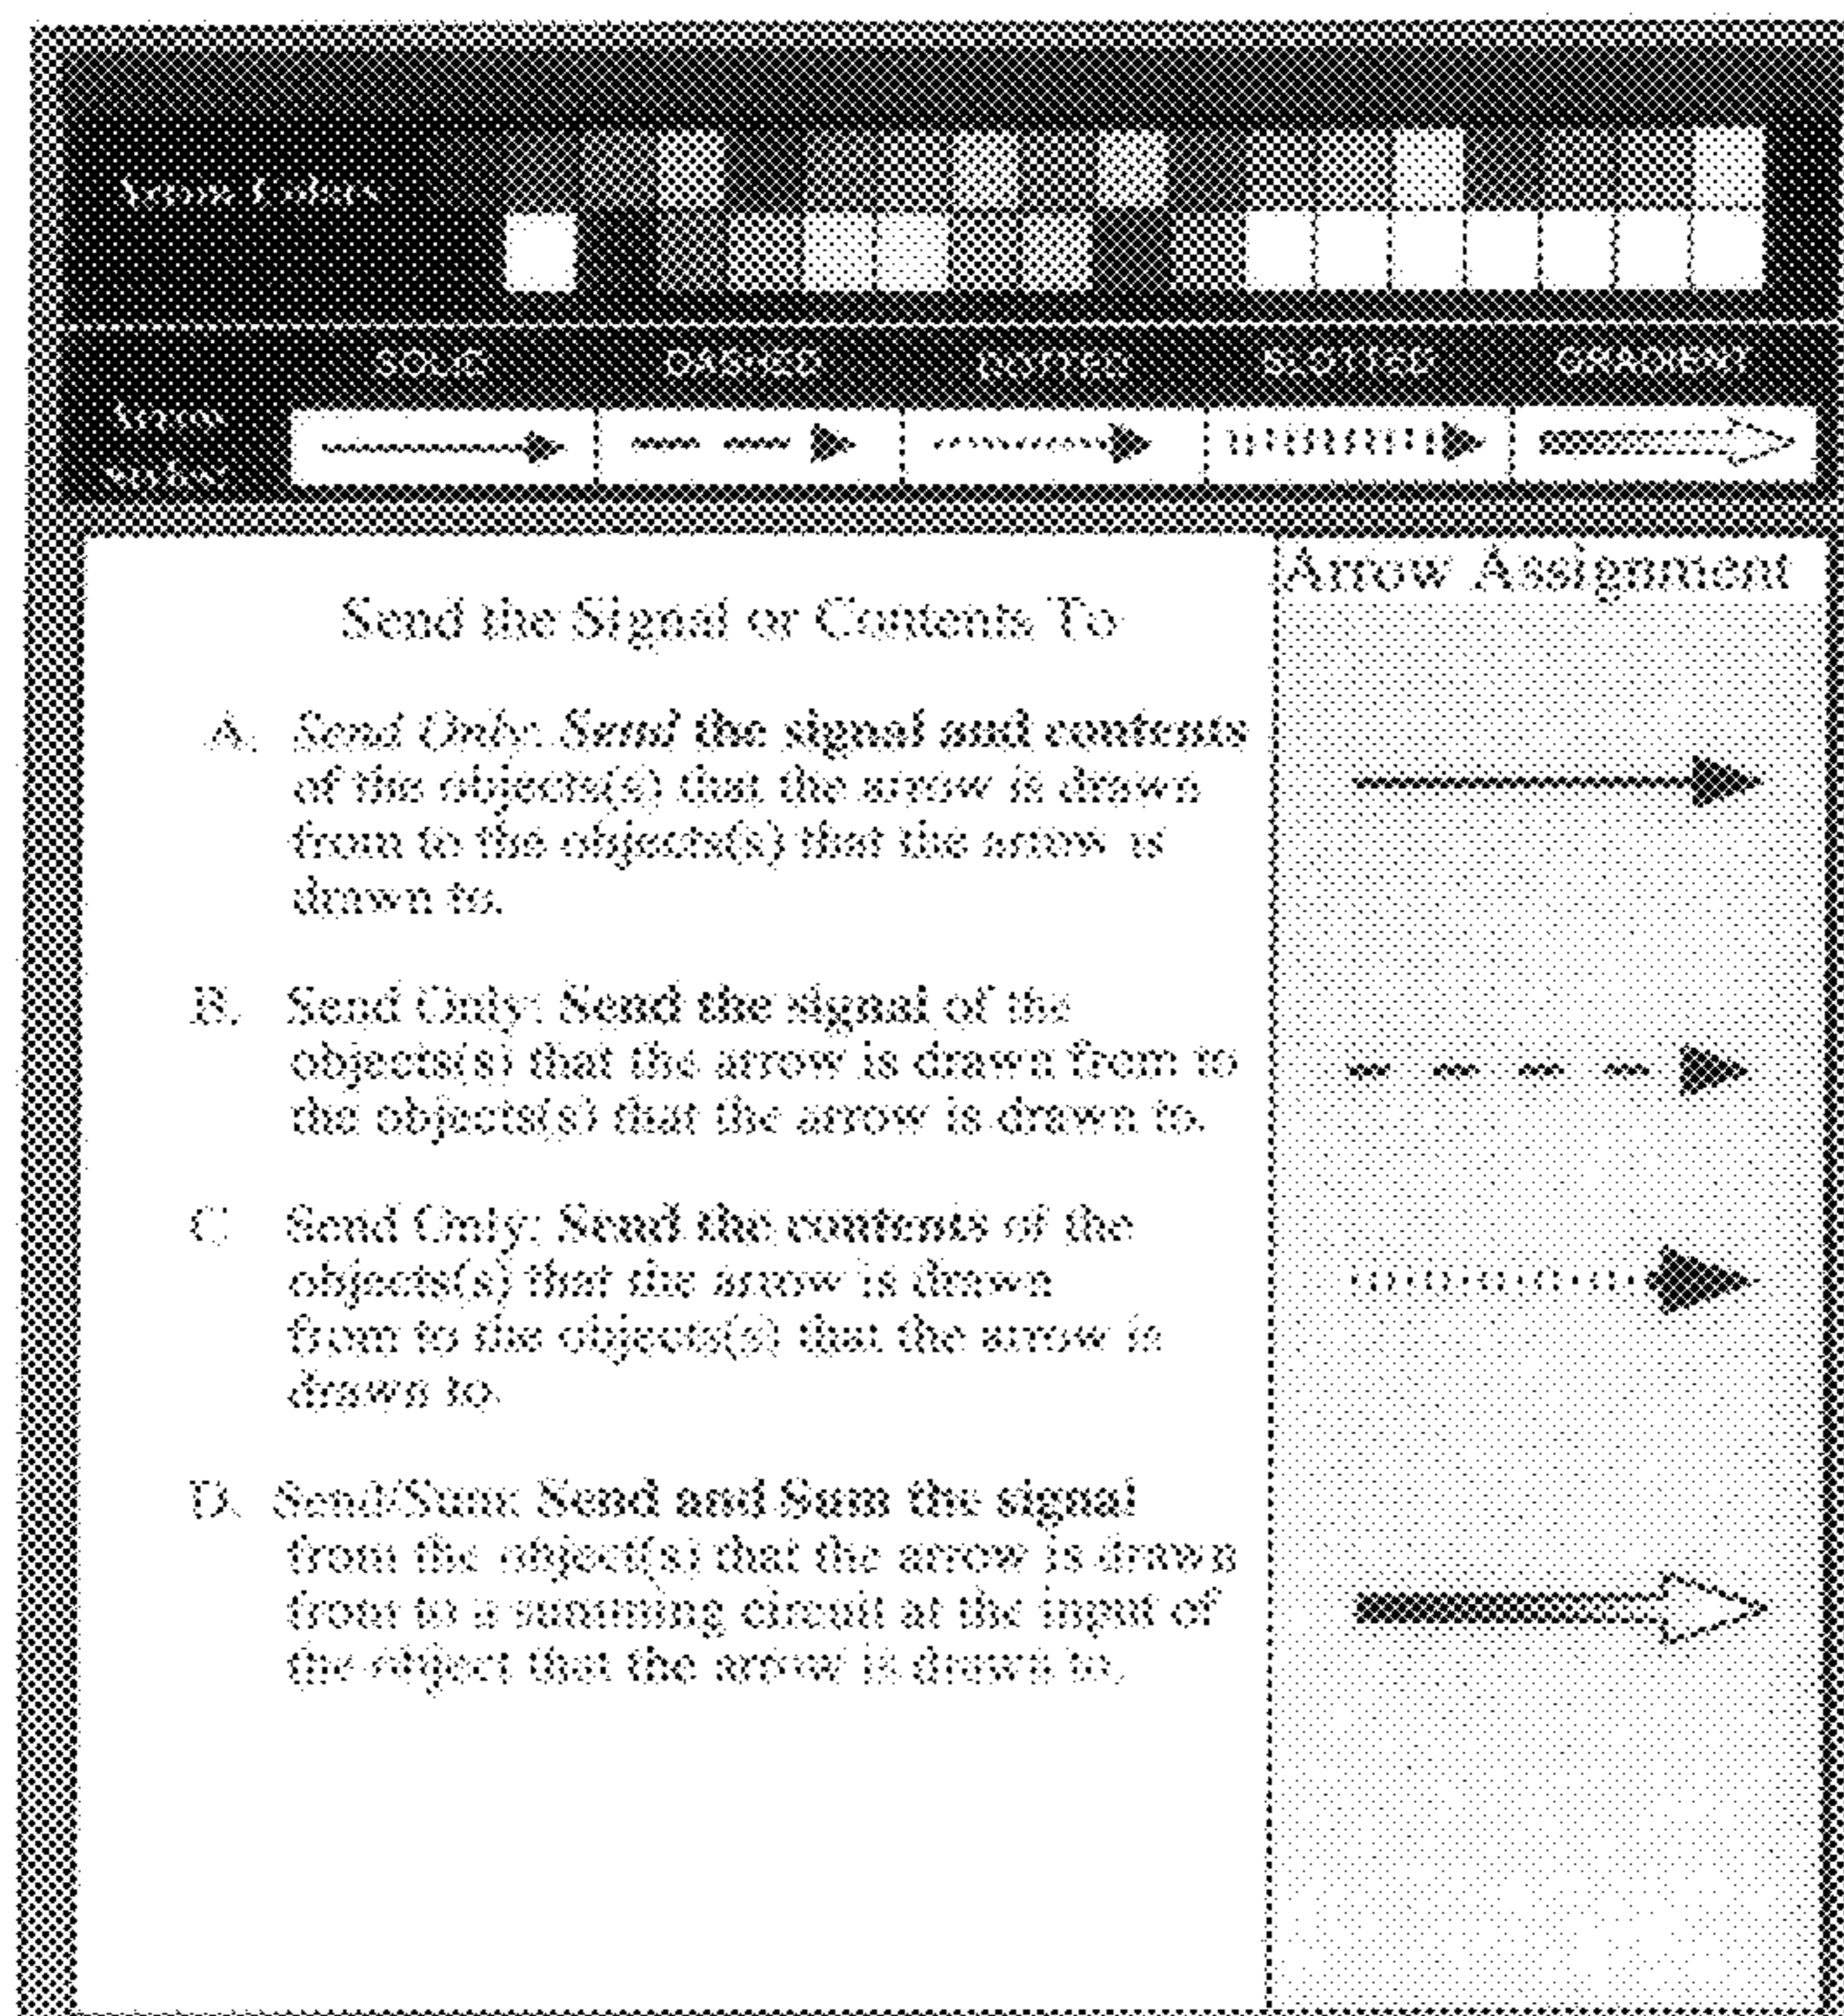 Arrow Colors
SOLID DASHED DOTTED SLOTTED GRADIENT
Arrow
styles
Arrow Assignment
Send the Signal or Contents To
A. Send Only: Send the signal and contents
of the objects(s) that the arrow is drawn
from to the objects(s) that the arrow is
drawn to.
B. Send Only: Send the signal of the
objects(s) that the arrow is drawn from to
the objects(s) that the arrow is drawn to.
C. Send Only: Send the contents of the
objects(s) that the arrow is drawn
from to the objects(s) that the arrow is
drawn to.
D. Send/Sum: Send and Sum the signal
from the object(s) that the arrow is drawn
from to a summing circuit at the input of
the object that the arrow is drawn to.